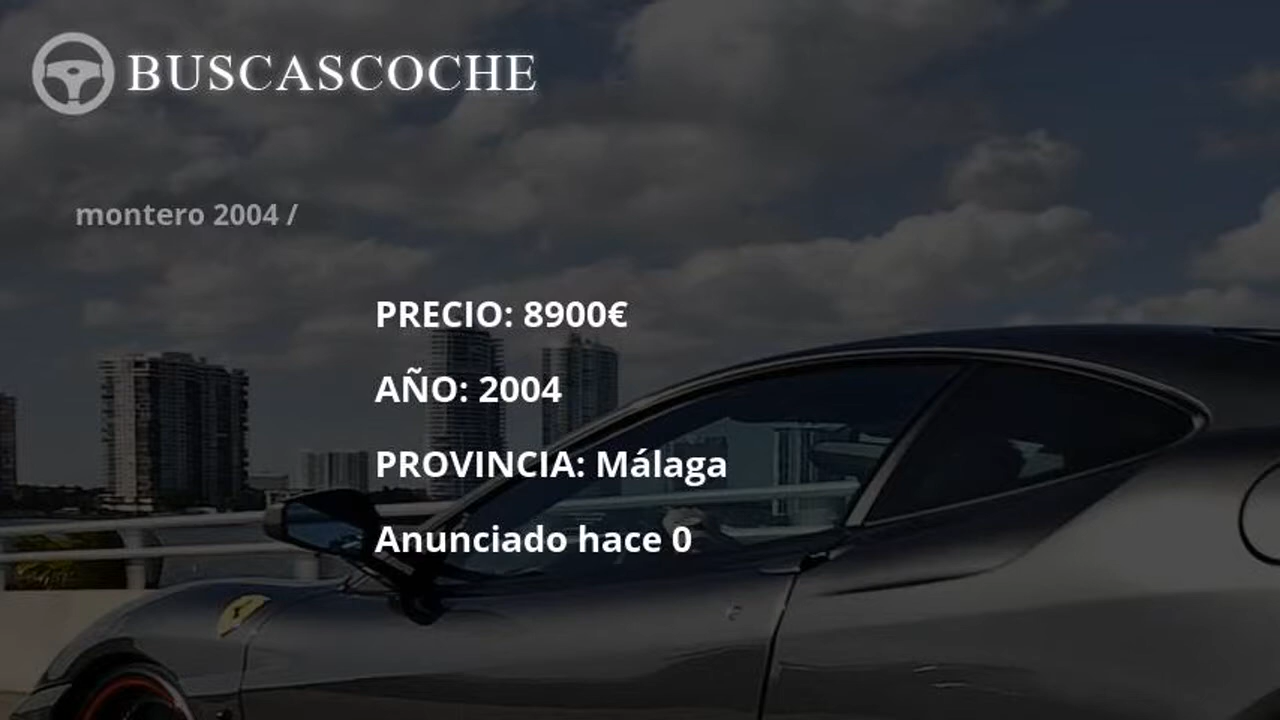 BUSCASCOCHE
montero 2004 /
PRECIO: 8900€
AÑO: 2004
PROVINCIA: Málaga
Anunciado hace 0